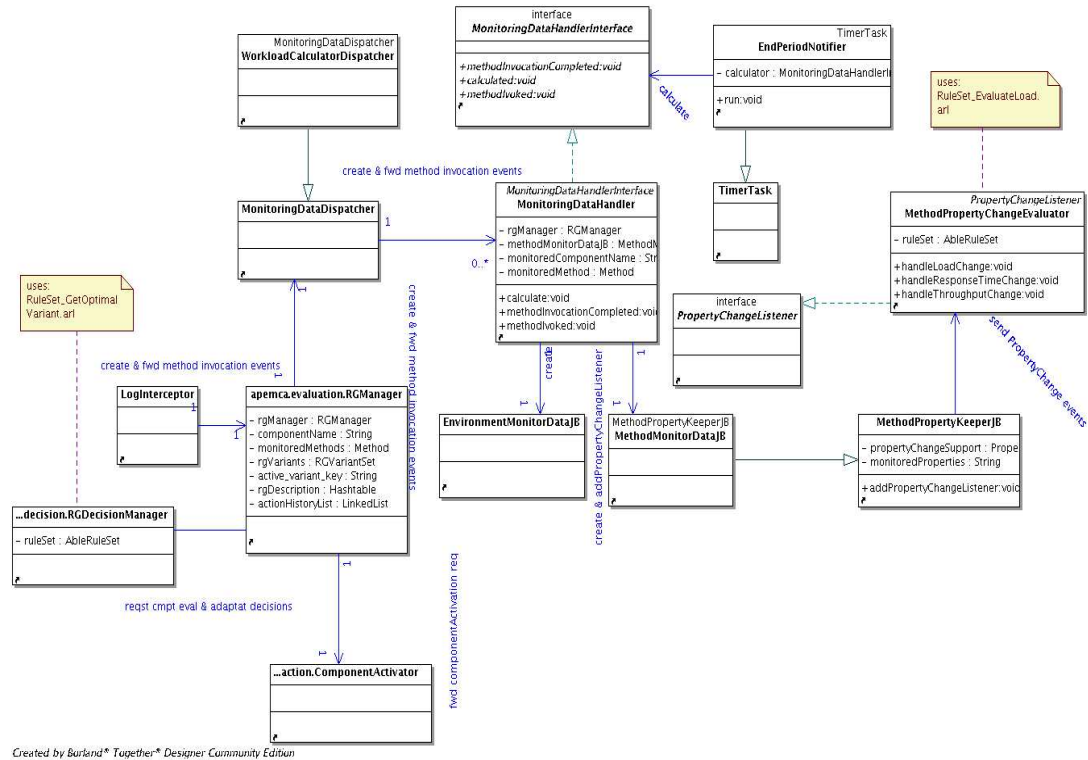 interface
MonitoringDataHandlerInterface
+methodInvocationCompleted:void
+calculated:void
+methodIvoked:void
TimerTask
EndPeriodNotifier
- calculator : MonitoringDataHandlerI
+run:void
MonitoringDataDispatcher
WorkloadCalculatorDispatcher
calculate
uses:
RuleSet_EvaluateLoad.
arl
create & fwd method invocation events
MonitoringDataDispatcher
1
0..*
MonitoringDataHandlerInterface
MonitoringDataHandler
- rgManager : RGManager
- methodMonitorDataJB : MethodM
- monitoredComponentName : Str
- monitoredMethod : Method
+calculate:void
+methodInvocationCompleted:void
+methodIvoked:void
TimerTask
PropertyChangeListener
MethodPropertyChangeEvaluator
- ruleSet : AbleRuleSet
+handleLoadChange:void
+handleResponseTimeChange:void
+handleThroughputChange:void
interface
PropertyChangeListener
uses:
RuleSet_GetOptimal
Variant.arl
1
create & fwd method invocation events
create & fwd method invocation events
1
create
1
1
1
1
create & addPropertyChangeListener
send PropertyChange events
LogInterceptor
1
1
apemca.evaluation.RGManager
- rgManager : RGManager
- componentName : String
- monitoredMethods : Method
- rgVariants : RGVariantSet
- active_variant_key : String
- rgDescription : Hashtable
- actionHistoryList : LinkedList
EnvironmentMonitorDataJB
MethodPropertyKeeperJB
MethodMonitorDataJB
MethodPropertyKeeperJB
- propertyChangeSupport : Prope
- monitoredProperties : String
+addPropertyChangeListener:void
...decision.RGDecisionManager
- ruleSet : AbleRuleSet
1
reqst cmpt eval & adaptat decisions
fwd componentActivation req
1
...action.ComponentActivator
Created by Borland® Together® Designer Community Edition